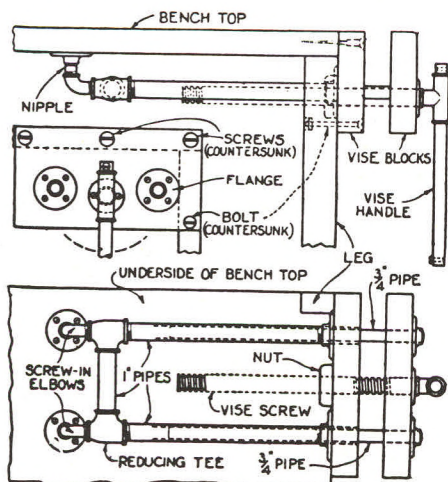 BENCH TOP
NIPPLE
SCREWS
(COUNTERSUNK)
FLANGE
BOLT
(COUNTERSUNK)
VISE BLOCKS
VISE
HANDLE
LEG
UNDERSIDE OF BENCH TOP
3/4" PIPE
SCREW-IN
ELBOWS
1" PIPES
NUT
VISE SCREW
REDUCING TEE
3/4" PIPE